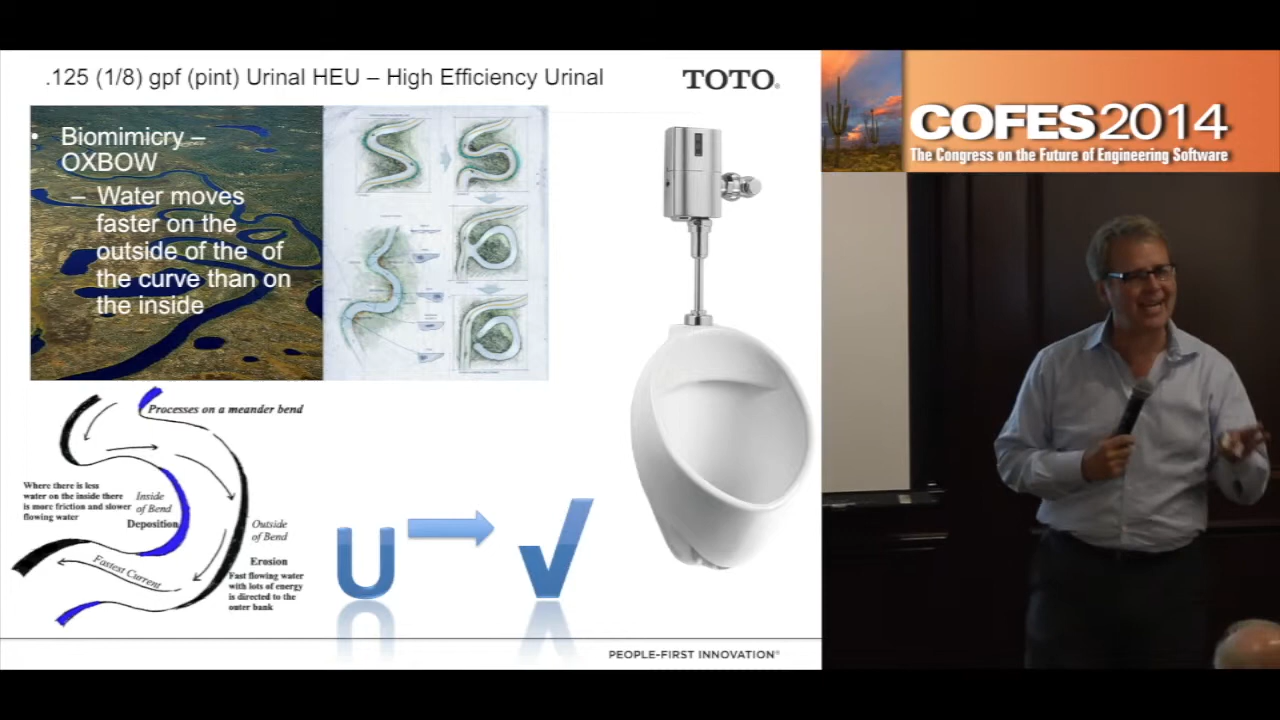 .125 (1/8) gpf (pint) Urinal HEU – High Efficiency Urinal
TOTO®
• Biomimicry –
OXBOW
– Water moves
faster on the
outside of the of
the curve than on
the inside
Processes on a meander bend
Where there is less
water on the inside there
is more friction and slower
flowing water
Inside
of Bend
Deposition
Outside
of Bend
Erosion
Fast flowing water
with lots of energy
is directed to the
outer bank
Fastest Current
U
PEOPLE-FIRST INNOVATION®
COFES2014
The Congress on the Future of Engineering Software